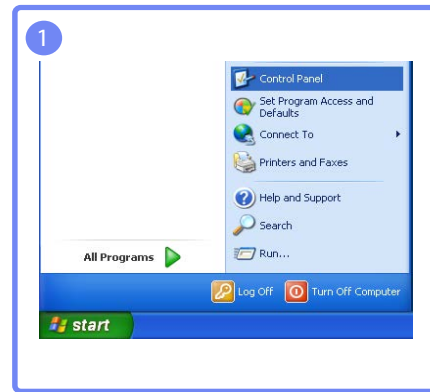 1
Control Panel
Set Program Access and
Defaults
Connect To
Printers and Faxes
Help and Support
Search
Run...
All Programs
Log Off
Turn Off Computer
start